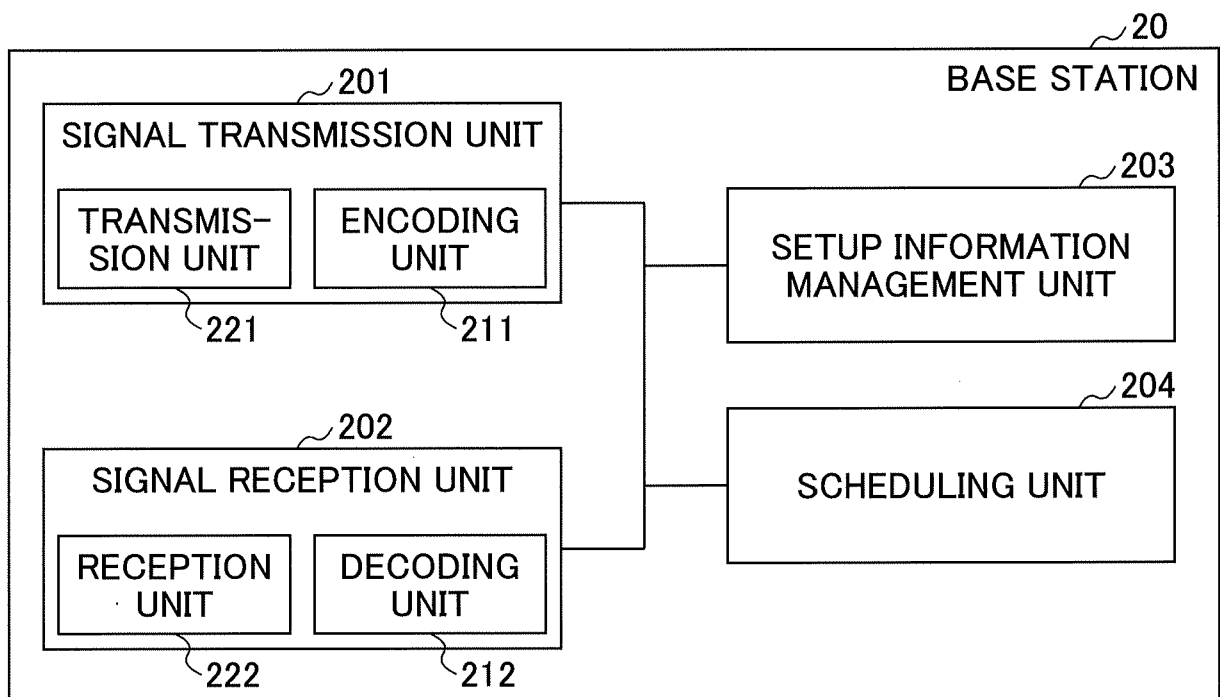 20
BASE STATION
201
SIGNAL TRANSMISSION UNIT
TRANSMIS-
SION UNIT
221
ENCODING
UNIT
211
203
SETUP INFORMATION
MANAGEMENT UNIT
202
SIGNAL RECEPTION UNIT
RECEPTION
UNIT
222
DECODING
UNIT
212
204
SCHEDULING UNIT